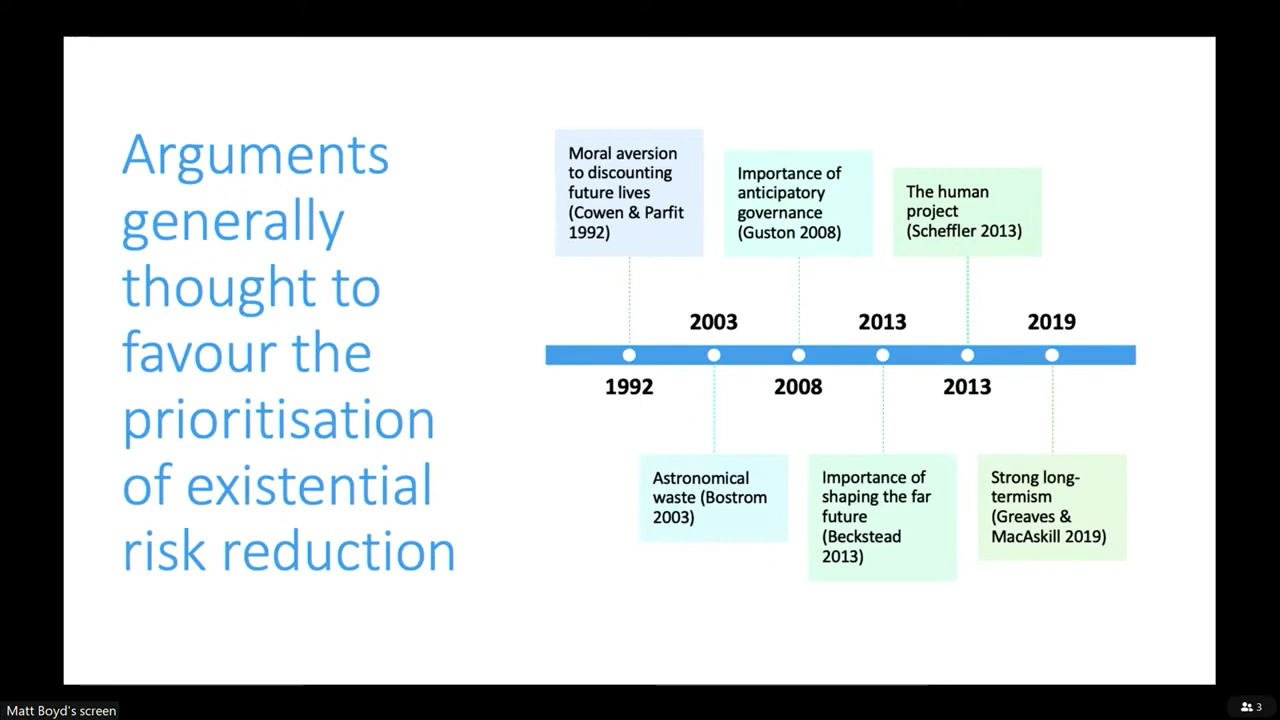 Arguments
generally
thought to
favour the
prioritisation
of existential
risk reduction
Moral aversion
to discounting
future lives
(Cowen & Parfit
1992)
Importance of
anticipatory
governance
(Guston 2008)
The human
project
(Scheffler 2013)
2003
2013
2019
1992
2008
2013
Astronomical
waste (Bostrom
2003)
Importance of
shaping the far
future
(Beckstead
2013)
Strong long-
termism
(Greaves &
MacAskill 2019)
Matt Boyd's screen
3